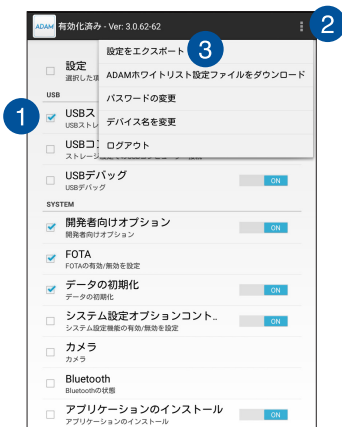 ADAM 有効化済み - Ver: 3.0.62-62
2
設定をエクスポート
3
設定
ADAMホワイトリスト設定ファイルをダウンロード
選択した
USB
パスワードの変更
1
USBス
デバイス名を変更
USBストレ
USBコ
ログアウト
USBデバッグ
ON
USBデバッグ
SYSTEM
開発者向けオプション
ON
開発者向けオプション
FOTA
FOTAの有効/無効を設定
データの初期化
ON
データの初期化
システム設定オプションコント..
ON
システム設定機能の有効/無効を設定
カメラ
カメラ
Bluetooth
Bluetoothの状態
アプリケーションのインストール
ON
アプリケーションのインストール